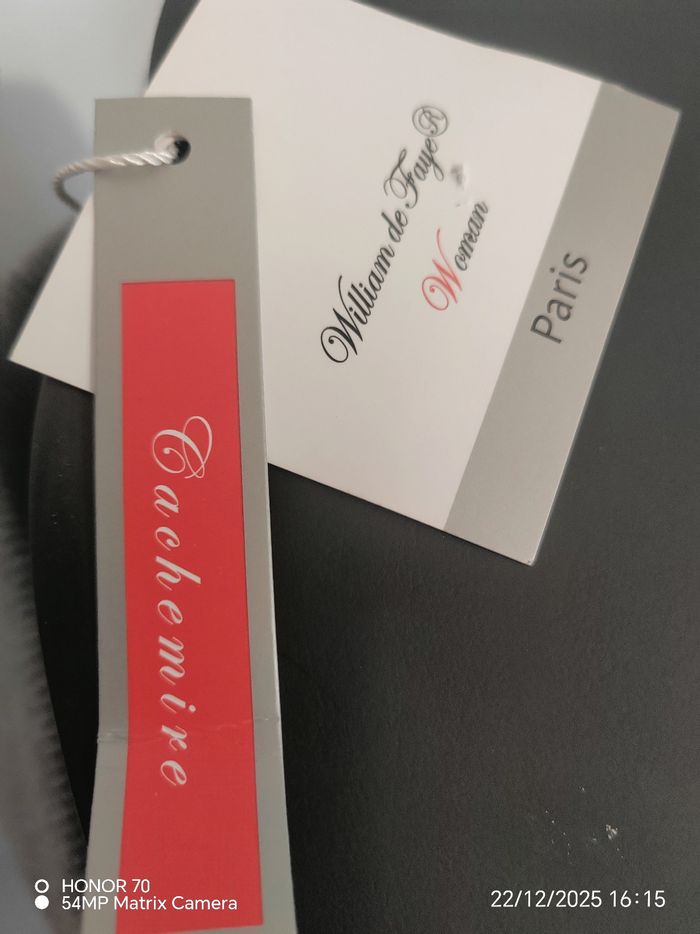 William de Faye®
Woman
Paris
Cachemire
HONOR 70
54MP Matrix Camera
22/12/2025 16:15